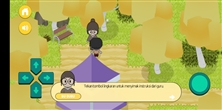 Tekan tombol lingkaran untuk menyimak instruksi dari guru